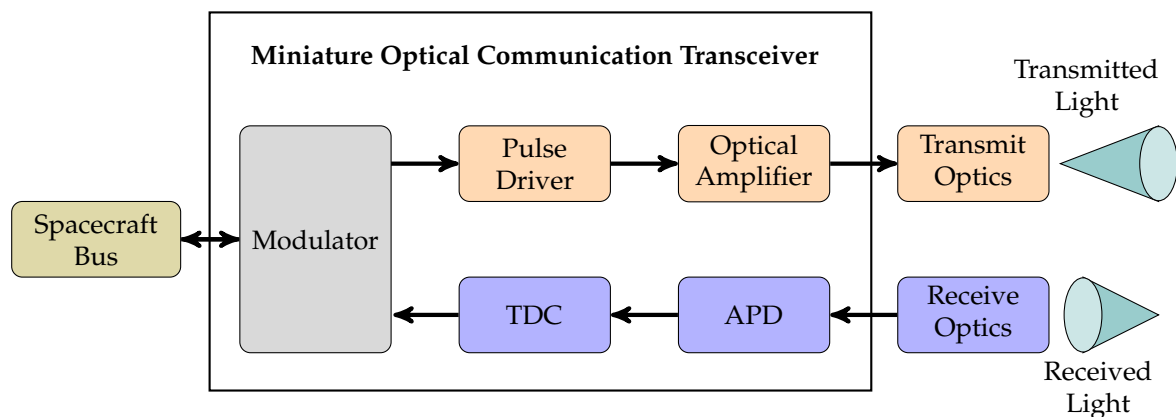 Miniature Optical Communication Transceiver
Transmitted
Light
Pulse
Driver
Optical
Amplifier
Transmit
Optics
Spacecraft
Bus
Modulator
TDC
APD
Receive
Optics
Received
Light